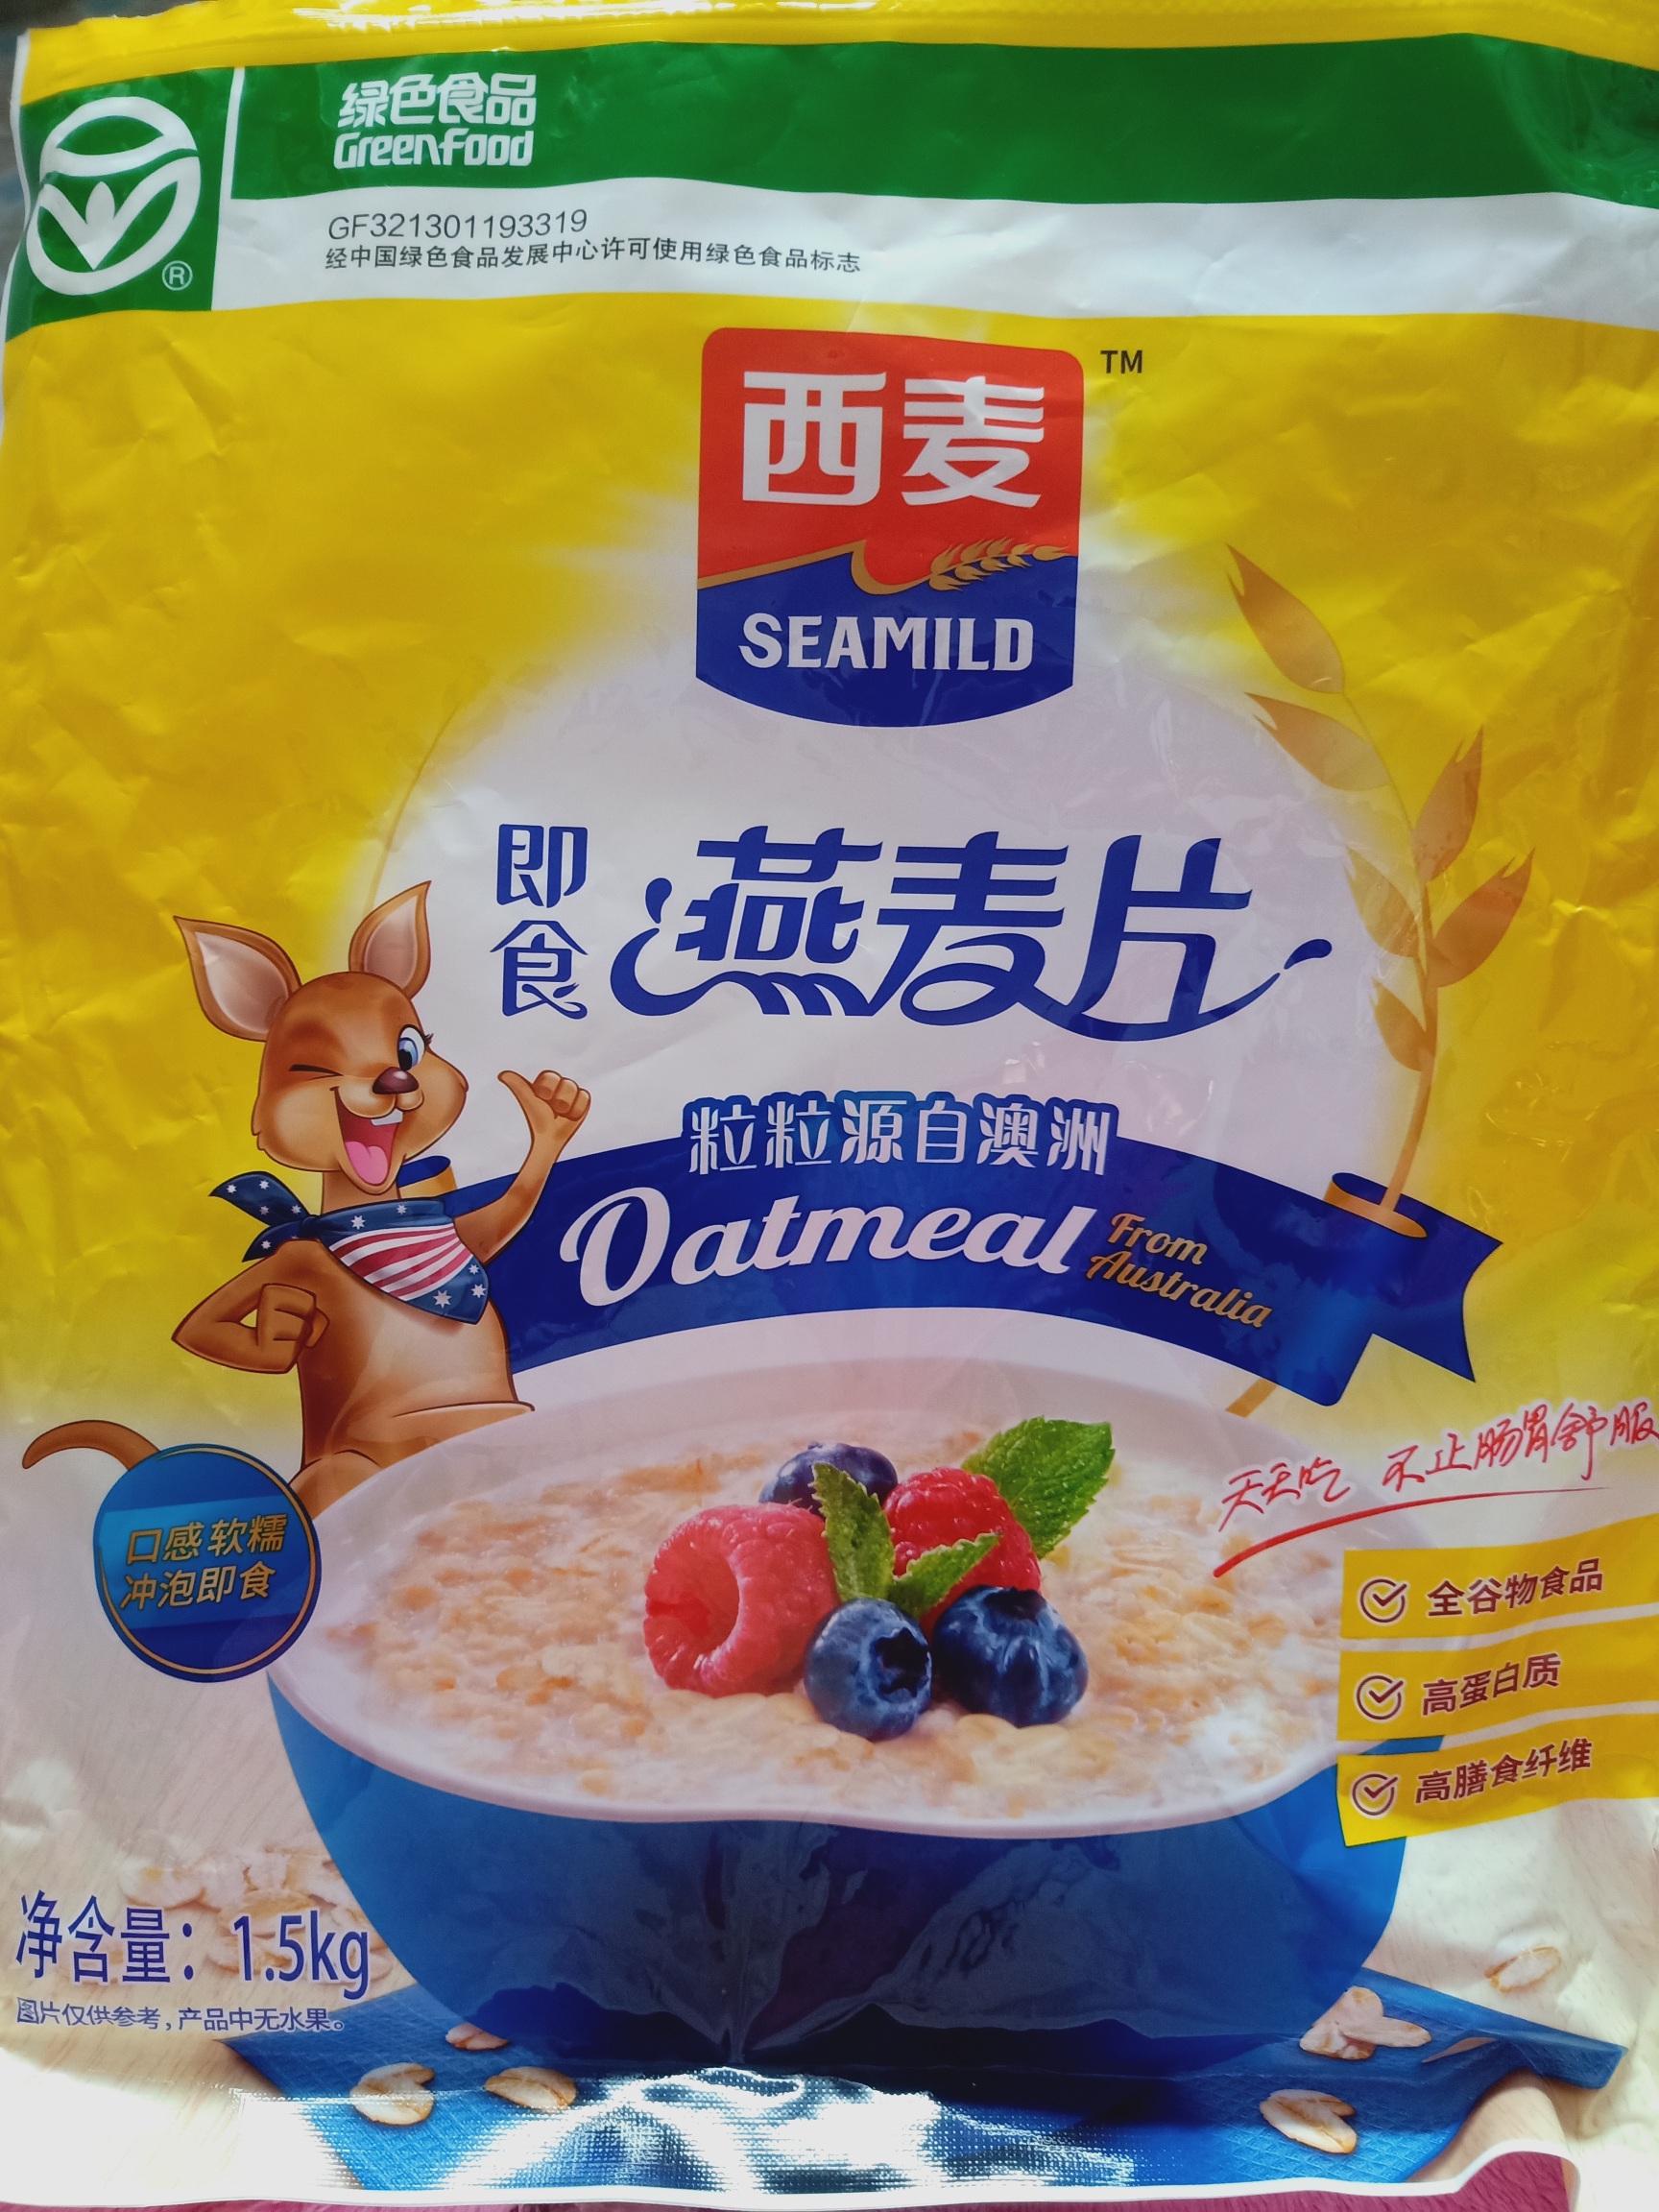 绿色食品
Greenfood
GF321301193319
经中国绿色食品发展中心许可使用绿色食品标志
®
西麦
TM
SEAMILD
即食
燕麦片
粒粒源自澳洲
Oatmeal
From
Australia
天天吃 不止肠胃舒服
口感软糯
冲泡即食
全谷物食品
高蛋白质
高膳食纤维
净含量：1.5kg
图片仅供参考，产品中无水果。